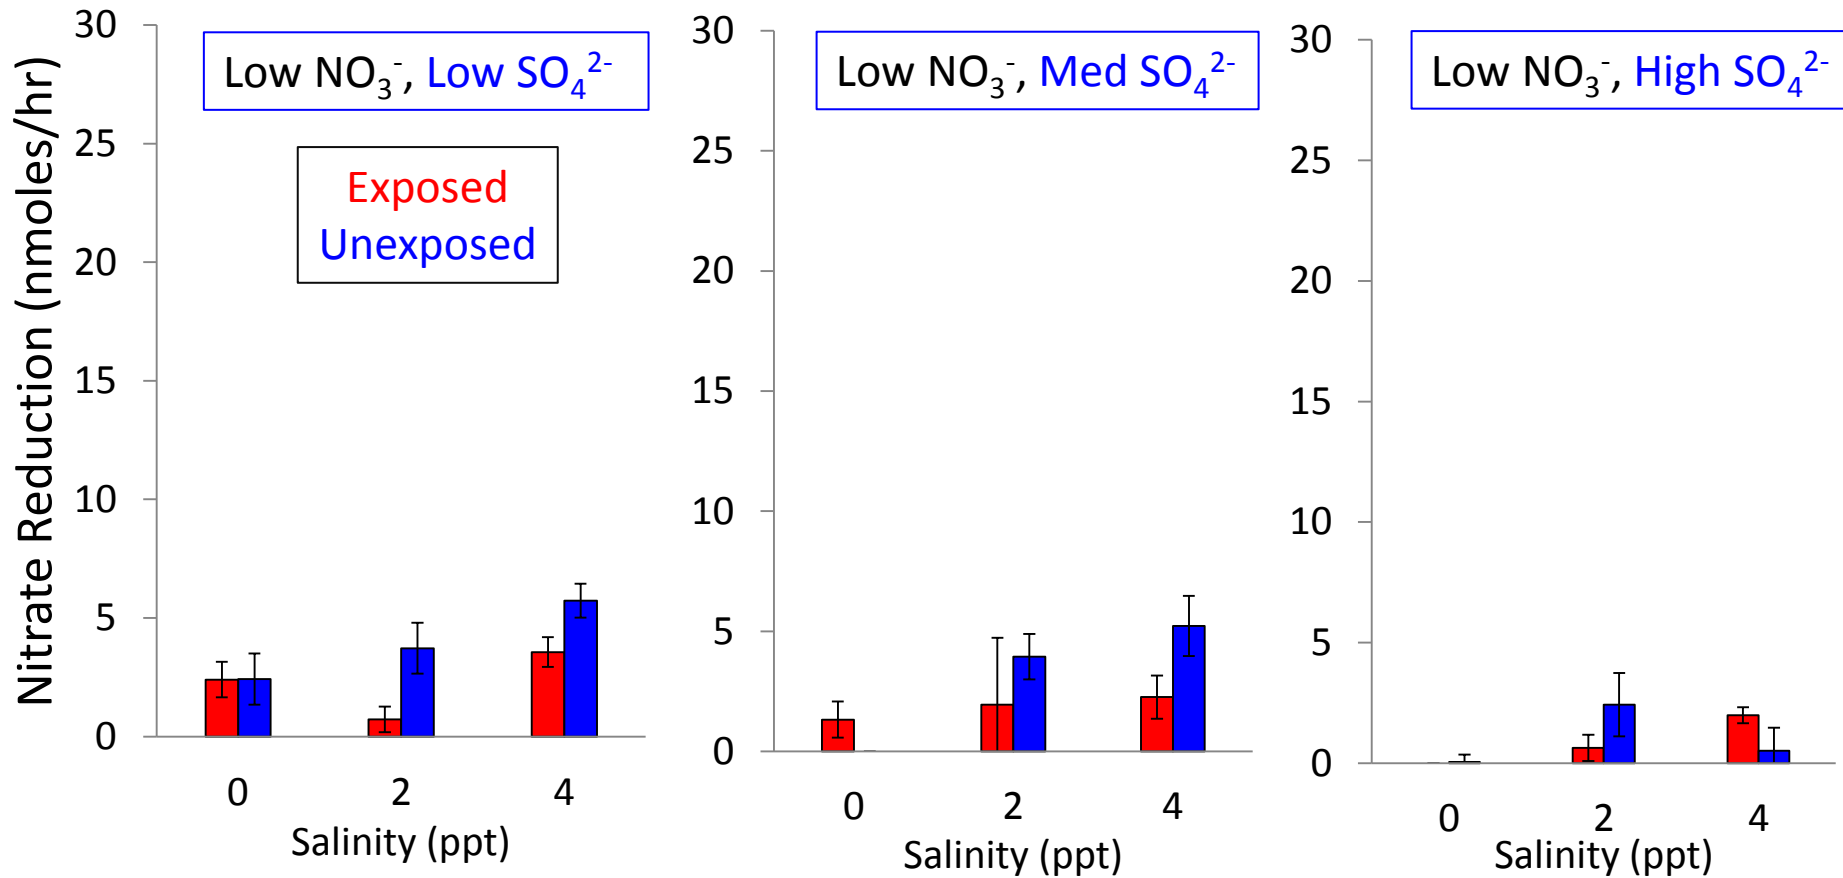 Nitrate Reduction (nmoles/hr)
30
25
20
15
10
5
0
Low NO₃⁻, Low SO₄²⁻
Exposed
Unexposed
0 2 4
Salinity (ppt)
30
25
20
15
10
5
0
Low NO₃⁻, Med SO₄²⁻
0 2 4
Salinity (ppt)
30
25
20
15
10
5
0
Low NO₃⁻, High SO₄²⁻
0 2 4
Salinity (ppt)